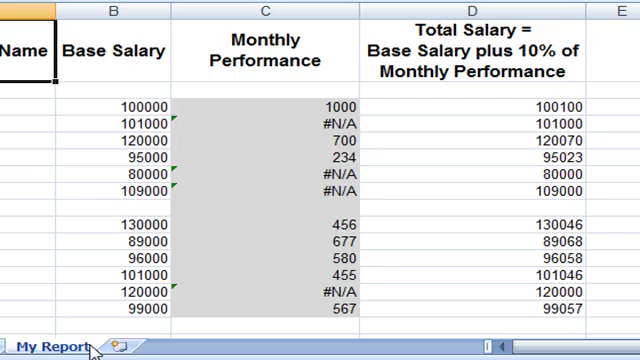 B C D E
Name Base Salary Monthly Performance Total Salary =
Base Salary plus 10% of
Monthly Performance
100000 1000 100100
101000 #N/A 101000
120000 700 120070
95000 234 95023
80000 #N/A 80000
109000 #N/A 109000
130000 456 130046
89000 677 89068
96000 580 96058
101000 455 101046
120000 #N/A 120000
99000 567 99057
My Report